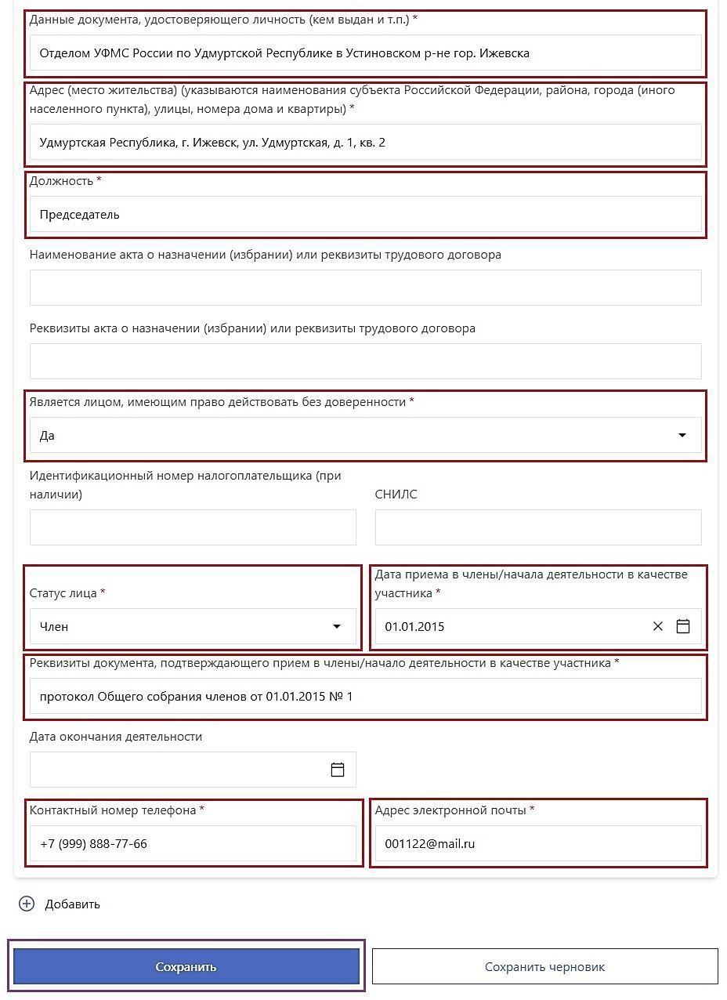 Данные документа, удостоверяющего личность (кем выдан и т.п.) *
Отделом УФМС России по Удмуртской Республике в Устиновском р-не гор. Ижевска
Адрес (место жительства) (указываются наименования субъекта Российской Федерации, района, города (иного
населенного пункта), улицы, номера дома и квартиры) *
Удмуртская Республика, г. Ижевск, ул. Удмуртская, д. 1, кв. 2
Должность *
Председатель
Наименование акта о назначении (избрании) или реквизиты трудового договора
Реквизиты акта о назначении (избрании) или реквизиты трудового договора
Является лицом, имеющим право действовать без доверенности *
Да
Идентификационный номер налогоплательщика (при
наличии)
СНИЛС
Статус лица *
Член
Дата приема в члены/начала деятельности в качестве
участника *
01.01.2015
Реквизиты документа, подтверждающего прием в члены/начало деятельности в качестве участника *
протокол Общего собрания членов от 01.01.2015 № 1
Дата окончания деятельности
Контактный номер телефона *
+7 (999) 888-77-66
Адрес электронной почты *
001122@mail.ru
Добавить
Сохранить
Сохранить черновик